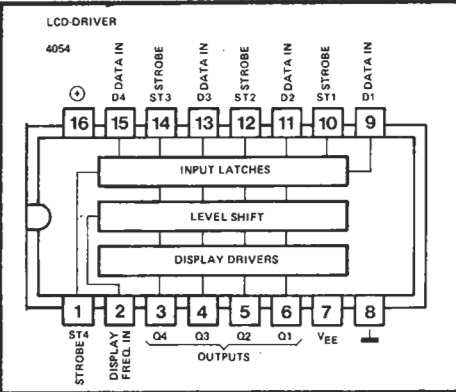 LCD-DRIVER
4054
DATA IN D4
STROBE ST3
DATA IN D3
STROBE ST2
DATA IN D2
STROBE ST1
DATA IN D1
+
16 15 14 13 12 11 10 9
INPUT LATCHES
LEVEL SHIFT
DISPLAY DRIVERS
1 2 3 4 5 6 7 8
STROBE ST4
DISPLAY FREQ IN
Q4 Q3 Q2 Q1
VEE
OUTPUTS